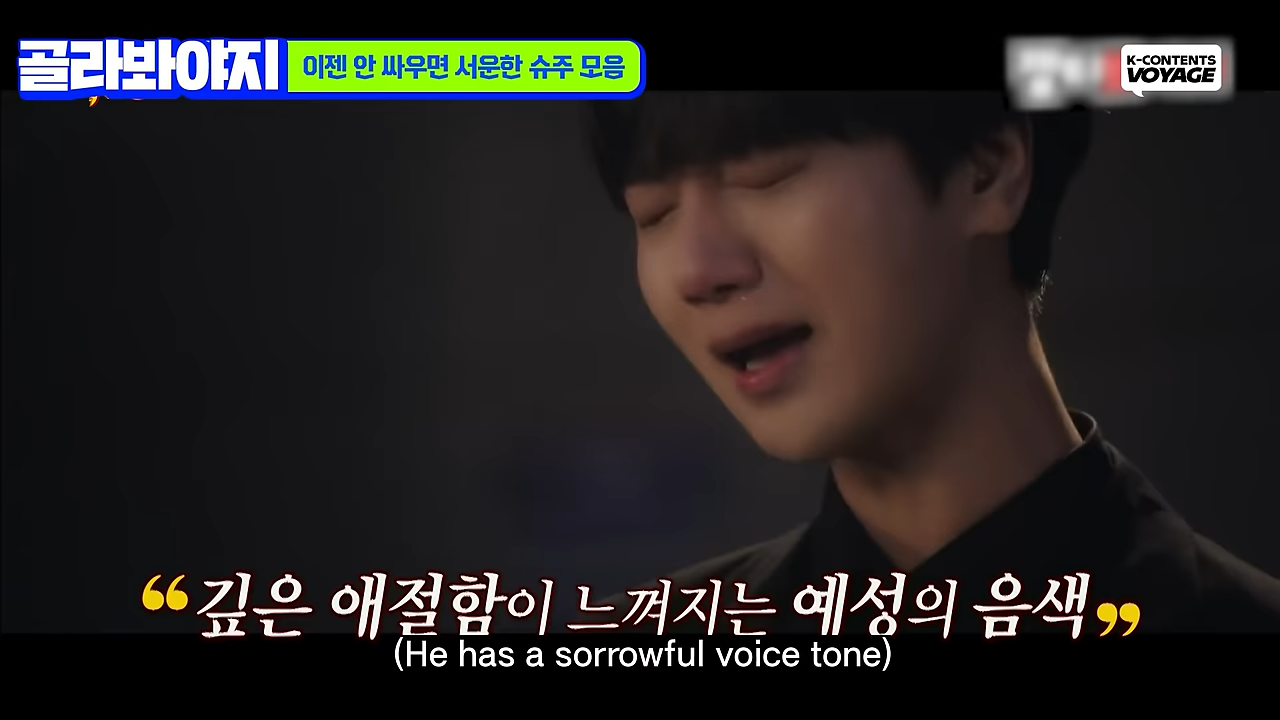 골라봐야지
이젠 안 싸우면 서운한 슈주 모음
K-CONTENTS
VOYAGE
“깊은 애절함이 느껴지는 예성의 음색”
(He has a sorrowful voice tone)